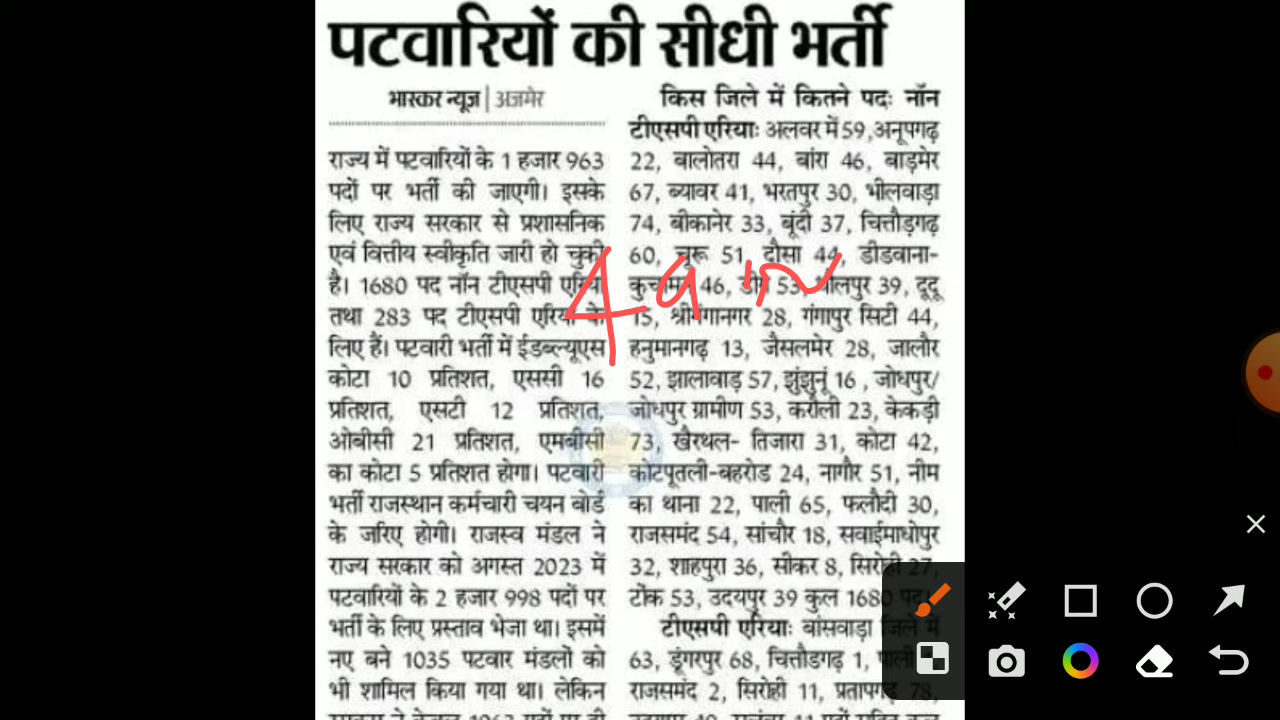 पटवारियों की सीधी भर्ती
भास्कर न्यूज | अजमेर
राज्य में पटवारियों के 1 हजार 963
पदों पर भर्ती की जाएगी। इसके
लिए राज्य सरकार से प्रशासनिक
एवं वित्तीय स्वीकृति जारी हो चुकी
है। 1680 पद नॉन टीएसपी एरिया
तथा 283 पद टीएसपी एरिया के
लिए हैं। पटवारी भर्ती में ईडब्ल्यूएस
कोटा 10 प्रतिशत, एससी 16
प्रतिशत, एसटी 12 प्रतिशत,
ओबीसी 21 प्रतिशत, एमबीसी
का कोटा 5 प्रतिशत होगा। पटवारी
भर्ती राजस्थान कर्मचारी चयन बोर्ड
के जरिए होगी। राजस्व मंडल ने
राज्य सरकार को अगस्त 2023 में
पटवारियों के 2 हजार 998 पदों पर
भर्ती के लिए प्रस्ताव भेजा था। इसमें
नए बने 1035 पटवार मंडलों को
भी शामिल किया गया था। लेकिन
किस जिले में कितने पदः नॉन
टीएसपी एरियाः अलवर में 59 ,अनूपगढ़
22, बालोतरा 44, बांरा 46, बाड़मेर
67, ब्यावर 41, भरतपुर 30, भीलवाड़ा
74, बीकानेर 33, बूंदी 37, चित्तौड़गढ़
60, चूरू 51, दौसा 44, डीडवाना-
कुचामन 46, डीग 53, धौलपुर 39, दूदू
15, श्रीगंगानगर 28, गंगापुर सिटी 44,
हनुमानगढ़ 13, जैसलमेर 28, जालौर
52, झालावाड़ 57, झुंझुनूं 16 , जोधपुर/
जोधपुर ग्रामीण 53, करौली 23, केकड़ी
73, खैरथल- तिजारा 31, कोटा 42,
कोटपूतली-बहरोड 24, नागौर 51, नीम
का थाना 22, पाली 65, फलौदी 30,
राजसमंद 54, सांचौर 18, सवाईमाधोपुर
32, शाहपुरा 36, सीकर 8, सिरोही 27,
टोंक 53, उदयपुर 39 कुल 1680 पद।
टीएसपी एरियाः बांसवाड़ा जिले में
63, डूंगरपुर 68, चित्तौडगढ़ 1, पाली
राजसमंद 2, सिरोही 11, प्रतापगढ़ 78,